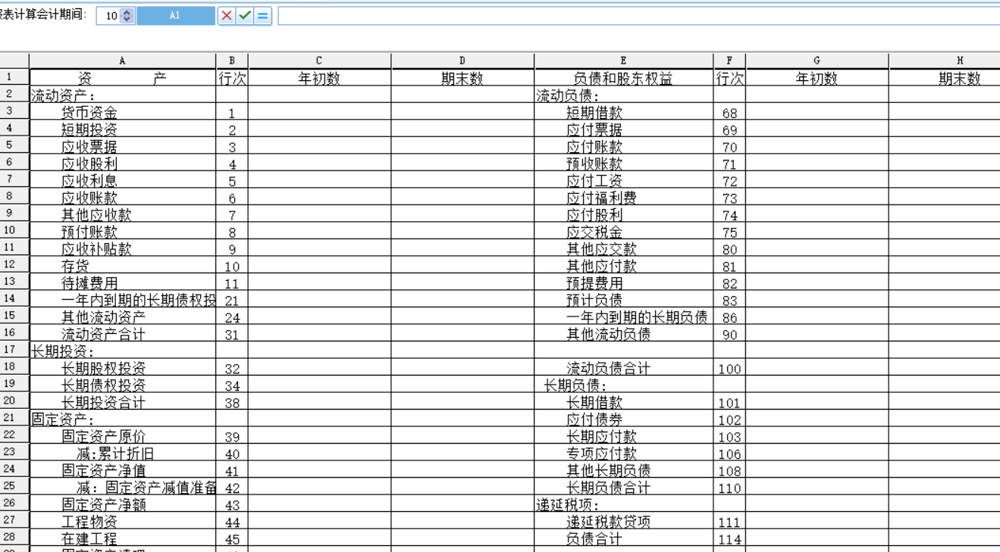 表计算会计期间: 10 A1
A B C D E F G H
1 资 产 行次 年初数 期末数 负债和股东权益 行次 年初数 期末数
2 流动资产: 流动负债:
3 货币资金 1 短期借款 68
4 短期投资 2 应付票据 69
5 应收票据 3 应付账款 70
6 应收股利 4 预收账款 71
7 应收利息 5 应付工资 72
8 应收账款 6 应付福利费 73
9 其他应收款 7 应付股利 74
10 预付账款 8 应交税金 75
11 应收补贴款 9 其他应交款 80
12 存货 10 其他应付款 81
13 待摊费用 11 预提费用 82
14 一年内到期的长期债权投 21 预计负债 83
15 其他流动资产 24 一年内到期的长期负债 86
16 流动资产合计 31 其他流动负债 90
17 长期投资:
18 长期股权投资 32 流动负债合计 100
19 长期债权投资 34 长期负债:
20 长期投资合计 38 长期借款 101
21 固定资产: 应付债券 102
22 固定资产原价 39 长期应付款 103
23 减:累计折旧 40 专项应付款 106
24 固定资产净值 41 其他长期负债 108
25 减: 固定资产减值准备 42 长期负债合计 110
26 固定资产净额 43 递延税项:
27 工程物资 44 递延税款贷项 111
28 在建工程 45 负债合计 114